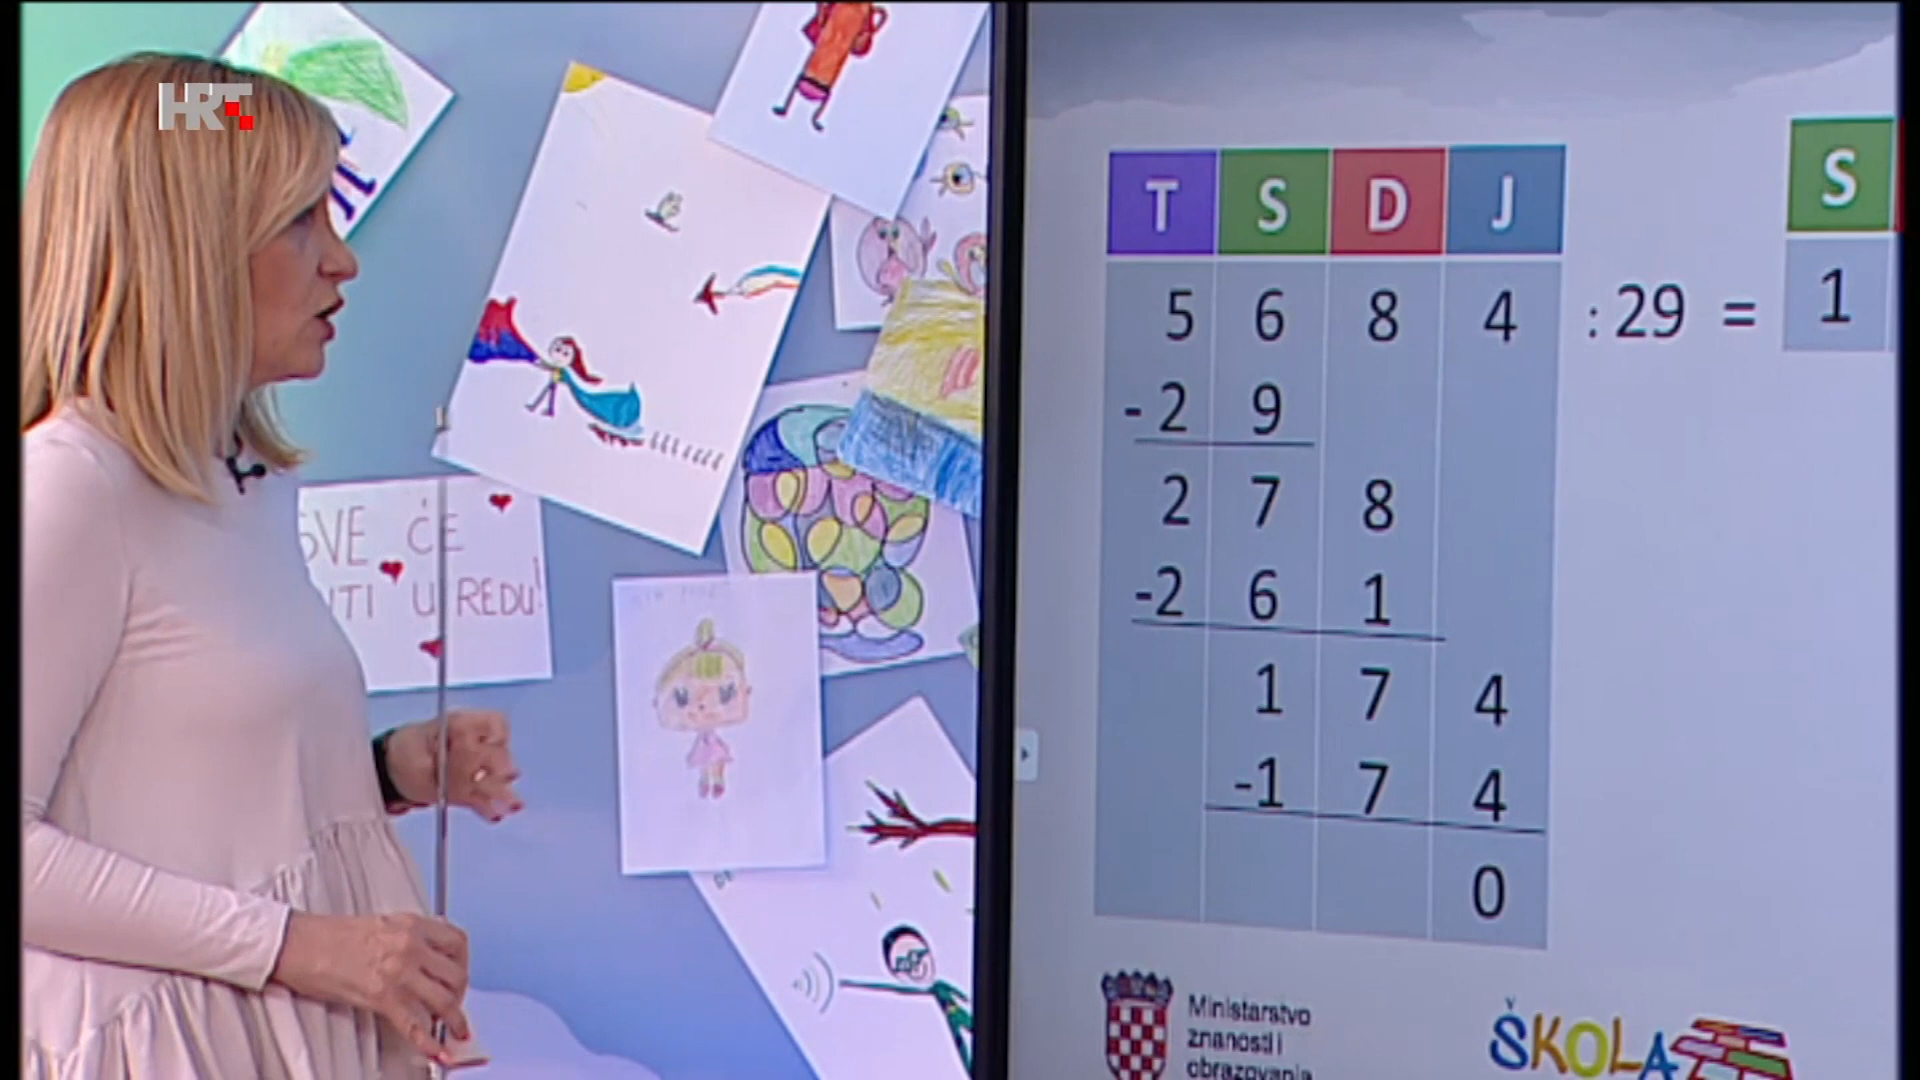 HRT
SVE ĆE
ITI U REDU!
T S D J
S
5 6 8 4 : 29 = 1
-2 9
2 7 8
-2 6 1
1 7 4
-1 7 4
0
Ministarstvo
znanosti i
obrazovanja
ŠKOLA